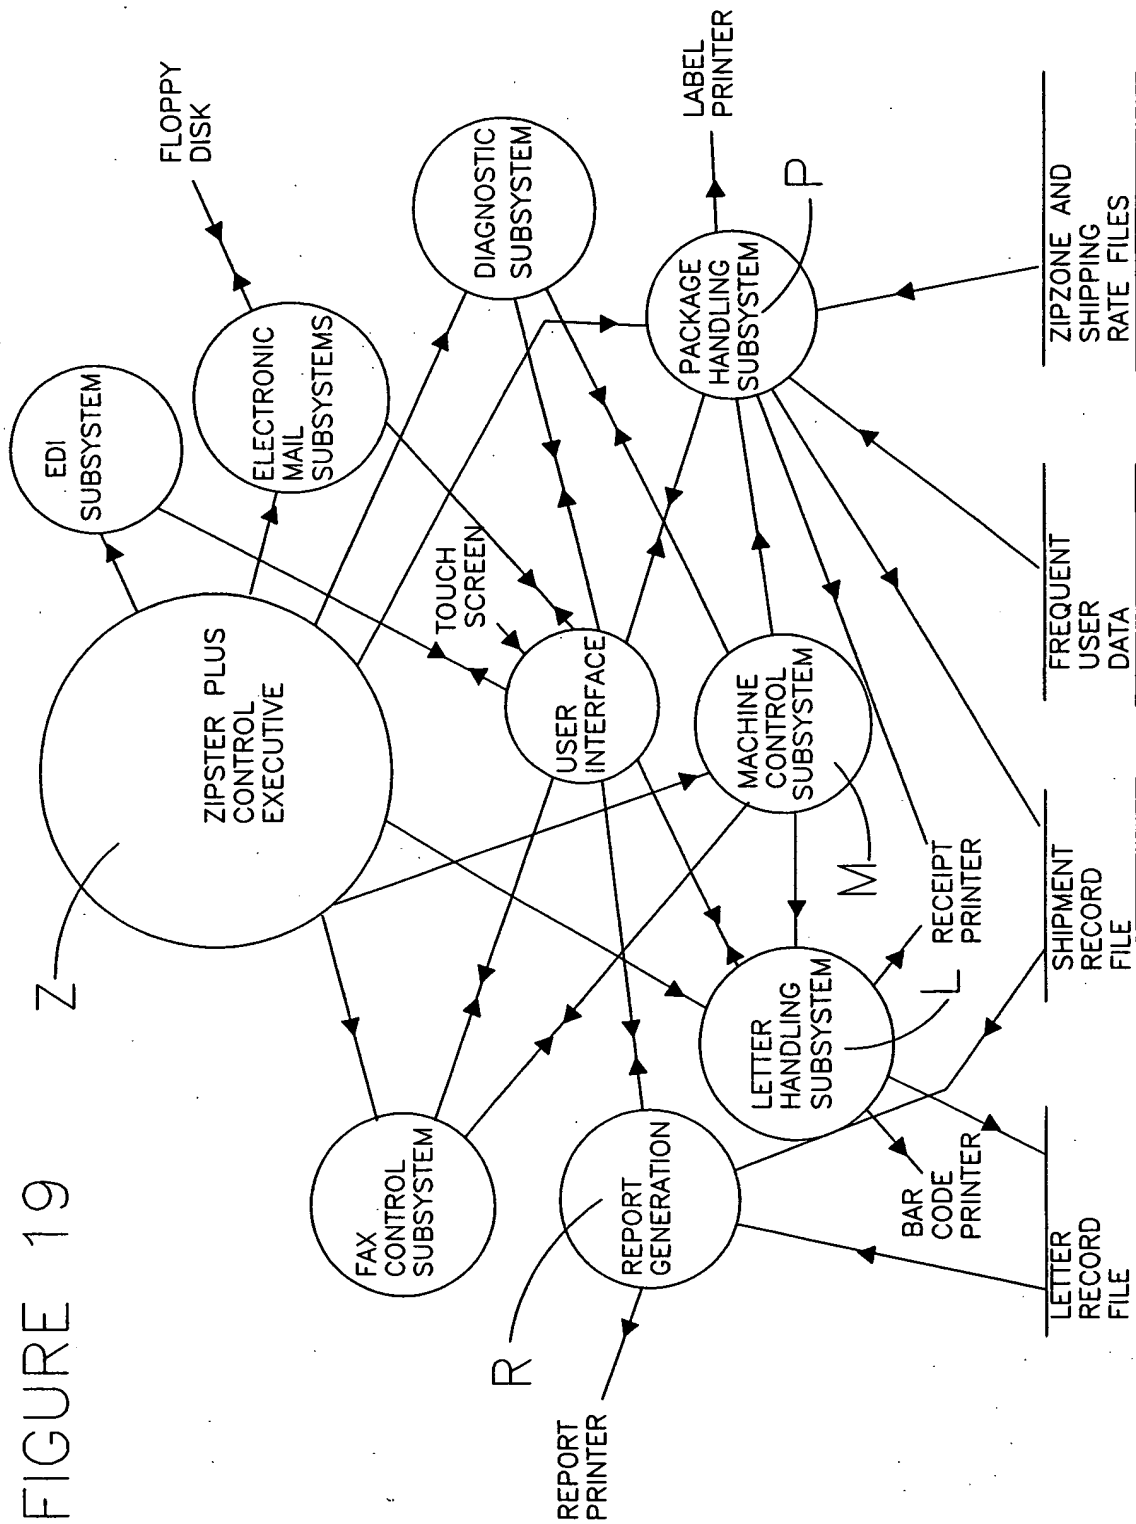 FIGURE 19
Z
ZIPSTER PLUS
CONTROL
EXECUTIVE
EDI
SUBSYSTEM
FLOPPY
DISK
ELECTRONIC
MAIL
SUBSYSTEMS
DIAGNOSTIC
SUBSYSTEM
FAX
CONTROL
SUBSYSTEM
TOUCH
SCREEN
USER
INTERFACE
R
REPORT
GENERATION
REPORT
PRINTER
LABEL
PRINTER
PACKAGE
HANDLING
SUBSYSTEM
P
MACHINE
CONTROL
SUBSYSTEM
M
LETTER
HANDLING
SUBSYSTEM
L
BAR
CODE
PRINTER
RECEIPT
PRINTER
LETTER
RECORD
FILE
SHIPMENT
RECORD
FILE
FREQUENT
USER
DATA
ZIPZONE AND
SHIPPING
RATE FILES